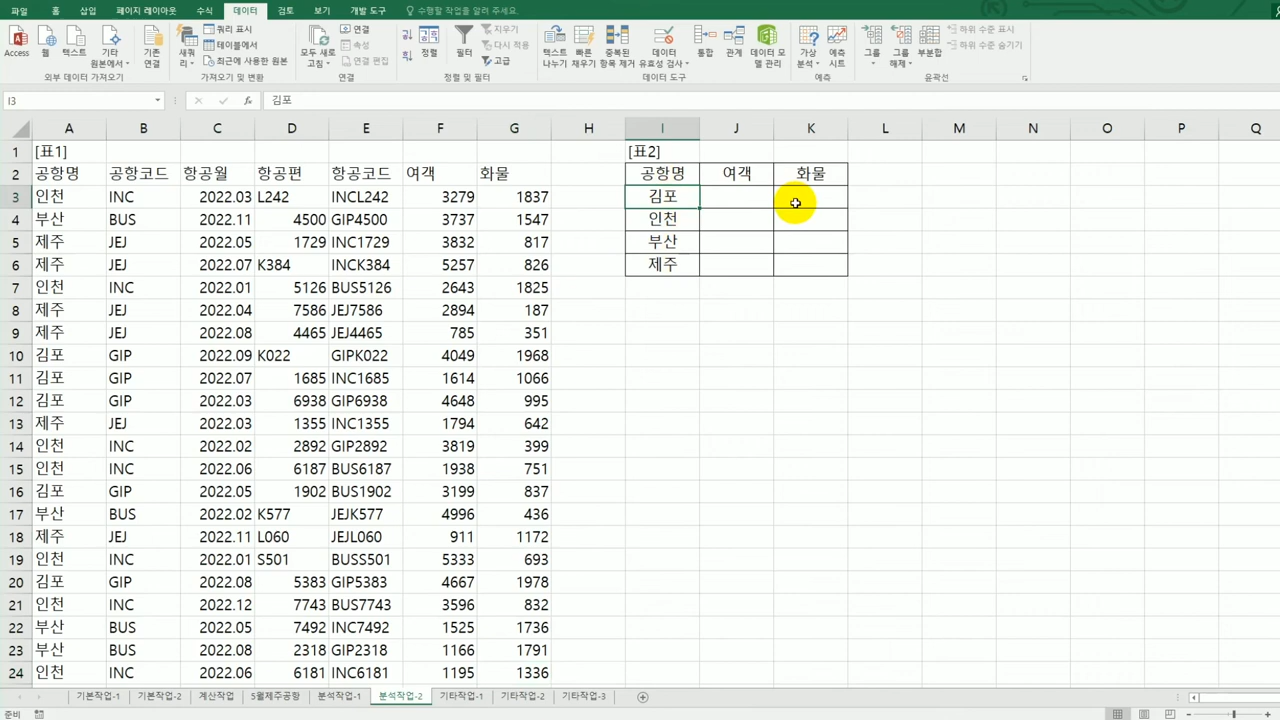 파일 홈 삽입 페이지 레이아웃 수식 데이터 검토 보기 개발 도구 수행할 작업을 알려 주세요.
Access 웹 텍스트 기타 원본에서 기존 연결 새쿼리 쿼리 표시 테이블에서 최근에 사용한 원본 모두 새로 고침 연결 속성 연결 편집 정렬 필터 지우기 다시 적용 고급 텍스트 나누기 빠른 채우기 중복된 항목 제거 데이터 유효성 검사 통합 관계 데이터 모델 관리 가상 분석 예측 시트 그룹 그룹 해제 부분합 하위 수준 표시 하위 수준 숨기기
외부 데이터 가져오기 가져오기 및 변환 연결 정렬 및 필터 데이터 도구 예측 윤곽선
I3 fx 김포
A B C D E F G H I J K L M N O P Q
1 [표1] [표2]
2 공항명 공항코드 항공월 항공편 항공코드 여객 화물 공항명 여객 화물
3 인천 INC 2022.03 L242 INCL242 3279 1837 김포
4 부산 BUS 2022.11 4500 GIP4500 3737 1547 인천
5 제주 JEJ 2022.05 1729 INC1729 3832 817 부산
6 제주 JEJ 2022.07 K384 INCK384 5257 826 제주
7 인천 INC 2022.01 5126 BUS5126 2643 1825
8 제주 JEJ 2022.04 7586 JEJ7586 2894 187
9 제주 JEJ 2022.08 4465 JEJ4465 785 351
10 김포 GIP 2022.09 K022 GIPK022 4049 1968
11 김포 GIP 2022.07 1685 INC1685 1614 1066
12 김포 GIP 2022.03 6938 GIP6938 4648 995
13 제주 JEJ 2022.03 1355 INC1355 1794 642
14 인천 INC 2022.02 2892 GIP2892 3819 399
15 인천 INC 2022.06 6187 BUS6187 1938 751
16 김포 GIP 2022.05 1902 BUS1902 3199 837
17 부산 BUS 2022.02 K577 JEJK577 4996 436
18 제주 JEJ 2022.11 L060 JEJL060 911 1172
19 인천 INC 2022.01 S501 BUSS501 5333 693
20 김포 GIP 2022.08 5383 GIP5383 4667 1978
21 인천 INC 2022.12 7743 BUS7743 3596 832
22 부산 BUS 2022.05 7492 INC7492 1525 1736
23 부산 BUS 2022.08 2318 GIP2318 1166 1791
24 인천 INC 2022.06 6181 INC6181 1195 1336
기본작업-1 기본작업-2 계산작업 5월제주공항 분석작업-1 분석작업-2 기타작업-1 기타작업-2 기타작업-3
준비